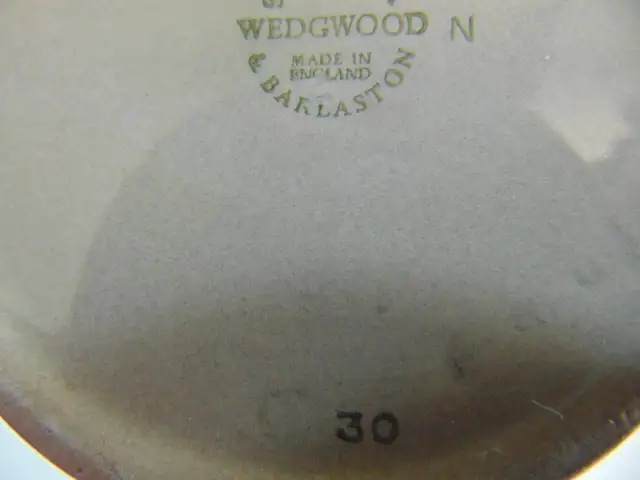 WEDGWOOD N
MADE IN
ENGLAND
& BARLASTON
30